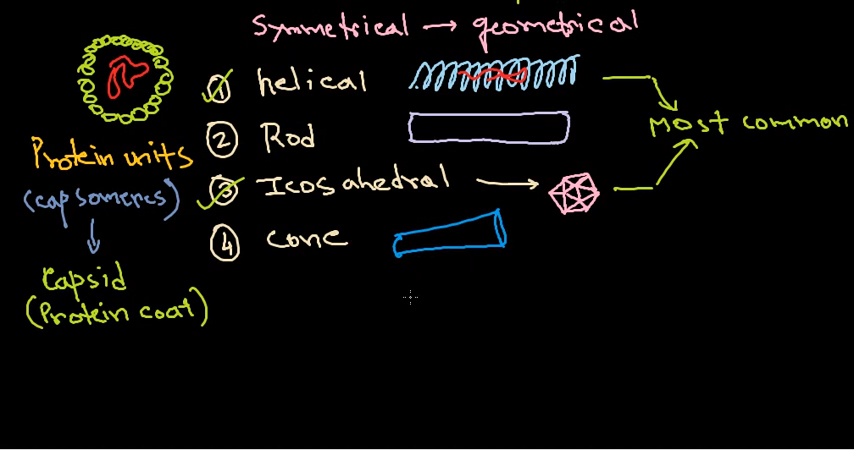 Symmetrical → geometrical
① helical
Most common
② Rod
Protein units
③ Icosahedral →
(capsomeres)
④ cone
Capsid
(Protein coat)